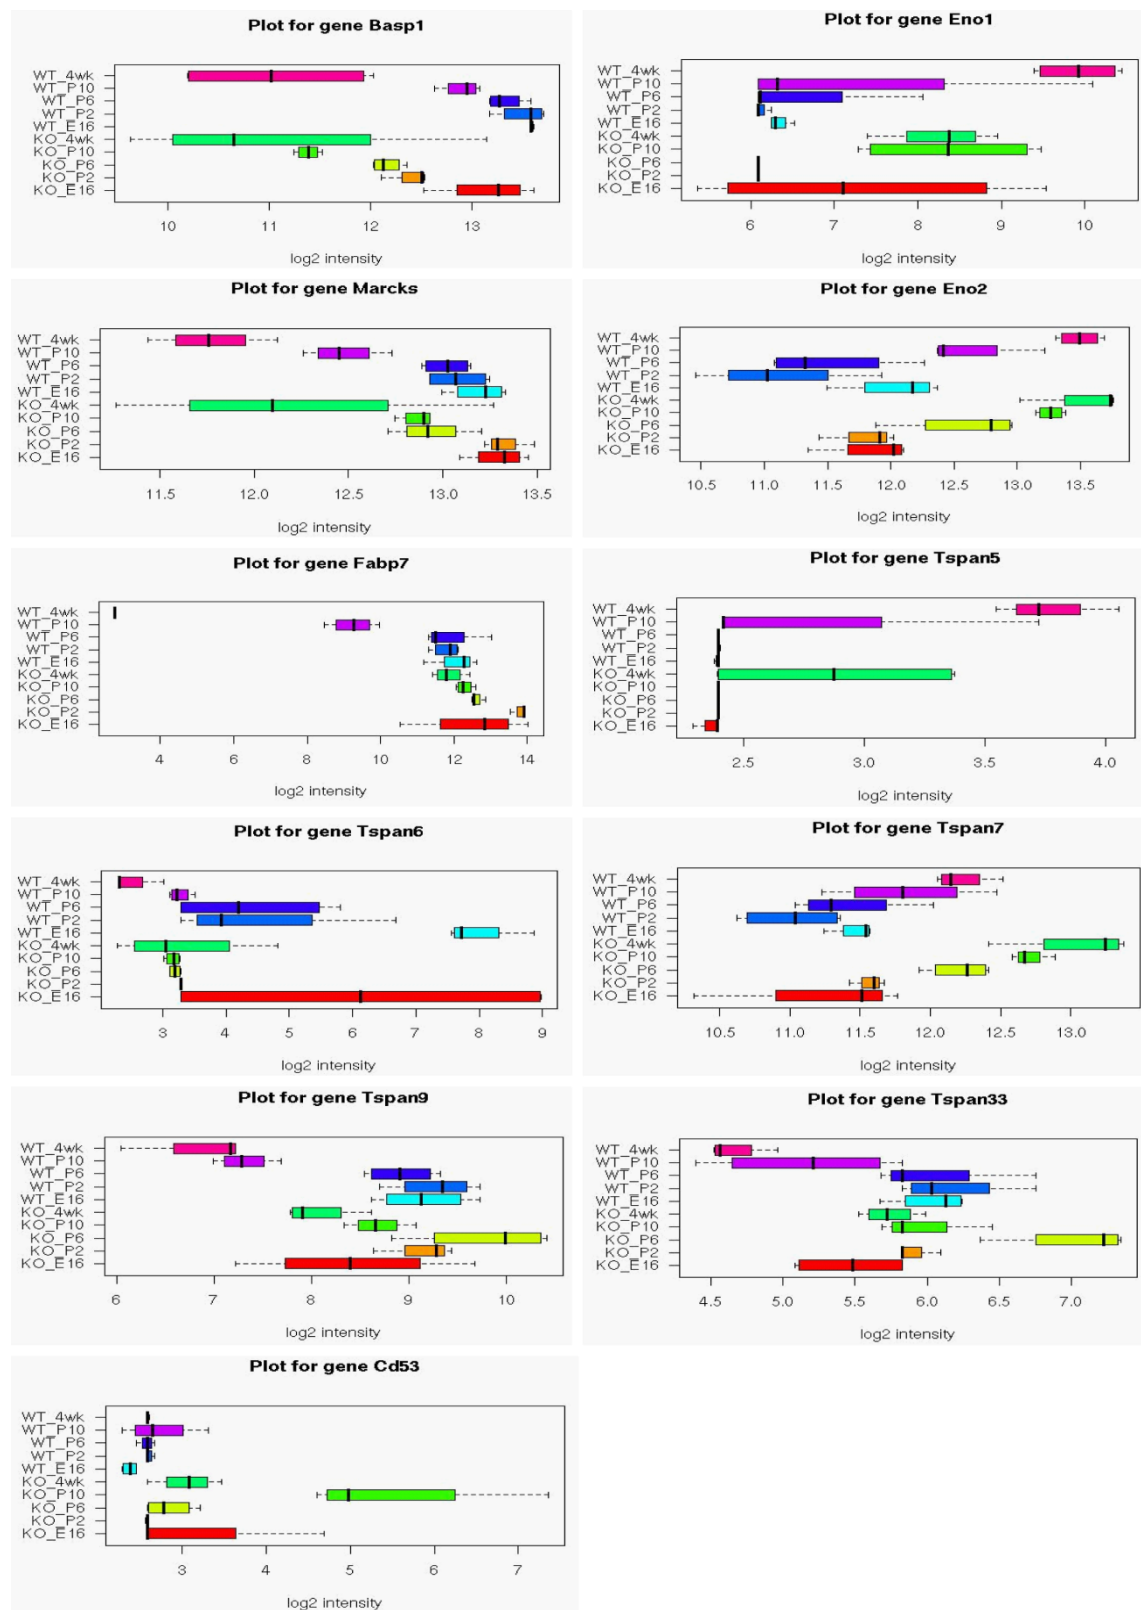 Plot for gene Basp1
WT_4wk
WT_P10
WT_P6
WT_P2
WT_E16
KO_4wk
KO_P10
KO_P6
KO_P2
KO_E16
10 11 12 13
log2 intensity
Plot for gene Eno1
WT_4wk
WT_P10
WT_P6
WT_P2
WT_E16
KO_4wk
KO_P10
KO_P6
KO_P2
KO_E16
6 7 8 9 10
log2 intensity
Plot for gene Marcks
WT_4wk
WT_P10
WT_P6
WT_P2
WT_E16
KO_4wk
KO_P10
KO_P6
KO_P2
KO_E16
11.5 12.0 12.5 13.0 13.5
log2 intensity
Plot for gene Eno2
WT_4wk
WT_P10
WT_P6
WT_P2
WT_E16
KO_4wk
KO_P10
KO_P6
KO_P2
KO_E16
10.5 11.0 11.5 12.0 12.5 13.0 13.5
log2 intensity
Plot for gene Fabp7
WT_4wk
WT_P10
WT_P6
WT_P2
WT_E16
KO_4wk
KO_P10
KO_P6
KO_P2
KO_E16
4 6 8 10 12 14
log2 intensity
Plot for gene Tspan5
WT_4wk
WT_P10
WT_P6
WT_P2
WT_E16
KO_4wk
KO_P10
KO_P6
KO_P2
KO_E16
2.5 3.0 3.5 4.0
log2 intensity
Plot for gene Tspan6
WT_4wk
WT_P10
WT_P6
WT_P2
WT_E16
KO_4wk
KO_P10
KO_P6
KO_P2
KO_E16
3 4 5 6 7 8 9
log2 intensity
Plot for gene Tspan7
WT_4wk
WT_P10
WT_P6
WT_P2
WT_E16
KO_4wk
KO_P10
KO_P6
KO_P2
KO_E16
10.5 11.0 11.5 12.0 12.5 13.0
log2 intensity
Plot for gene Tspan9
WT_4wk
WT_P10
WT_P6
WT_P2
WT_E16
KO_4wk
KO_P10
KO_P6
KO_P2
KO_E16
6 7 8 9 10
log2 intensity
Plot for gene Tspan33
WT_4wk
WT_P10
WT_P6
WT_P2
WT_E16
KO_4wk
KO_P10
KO_P6
KO_P2
KO_E16
4.5 5.0 5.5 6.0 6.5 7.0
log2 intensity
Plot for gene Cd53
WT_4wk
WT_P10
WT_P6
WT_P2
WT_E16
KO_4wk
KO_P10
KO_P6
KO_P2
KO_E16
3 4 5 6 7
log2 intensity